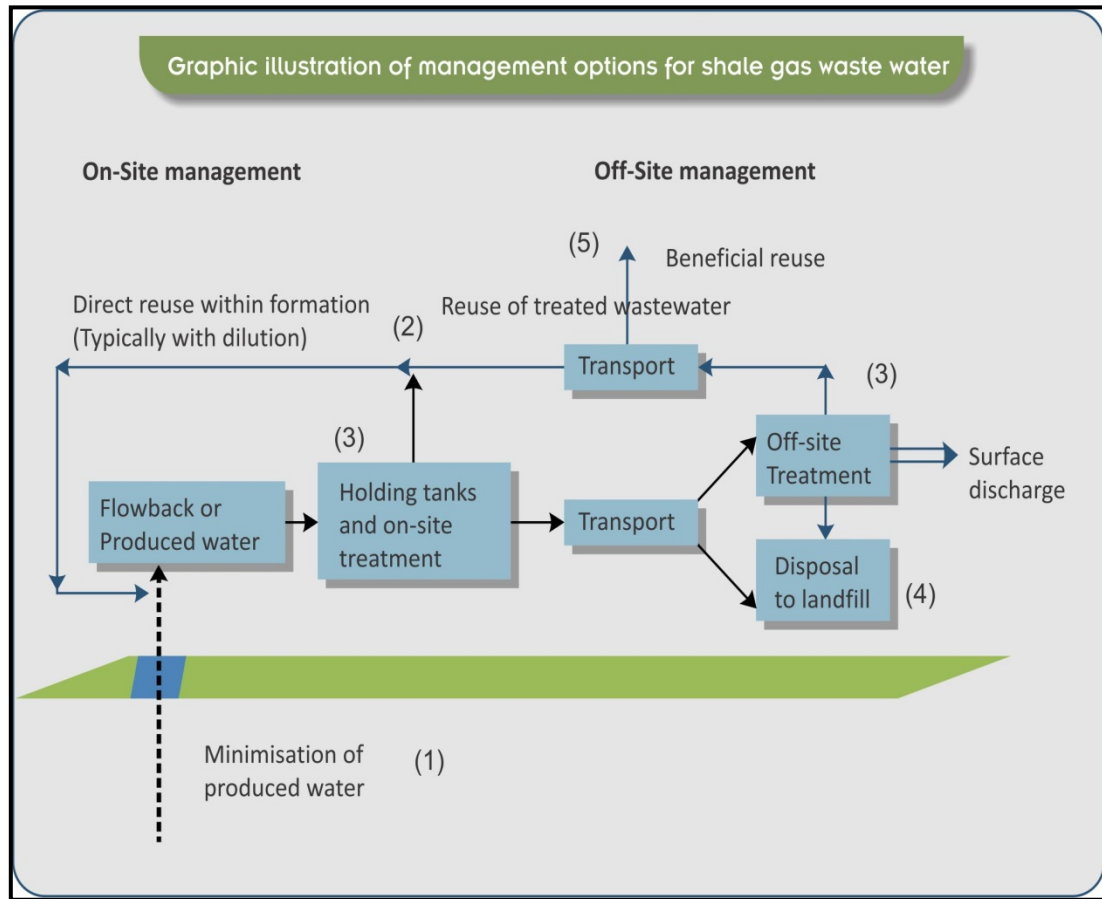 Graphic illustration of management options for shale gas waste water
On-Site management
Off-Site management
(5)
Beneficial reuse
Direct reuse within formation
(Typically with dilution)
(2)
Reuse of treated wastewater
Transport
(3)
(3)
Off-site
Treatment
Surface
discharge
Flowback or
Produced water
Holding tanks
and on-site
treatment
Transport
Disposal
to landfill
(4)
Minimisation of
produced water
(1)